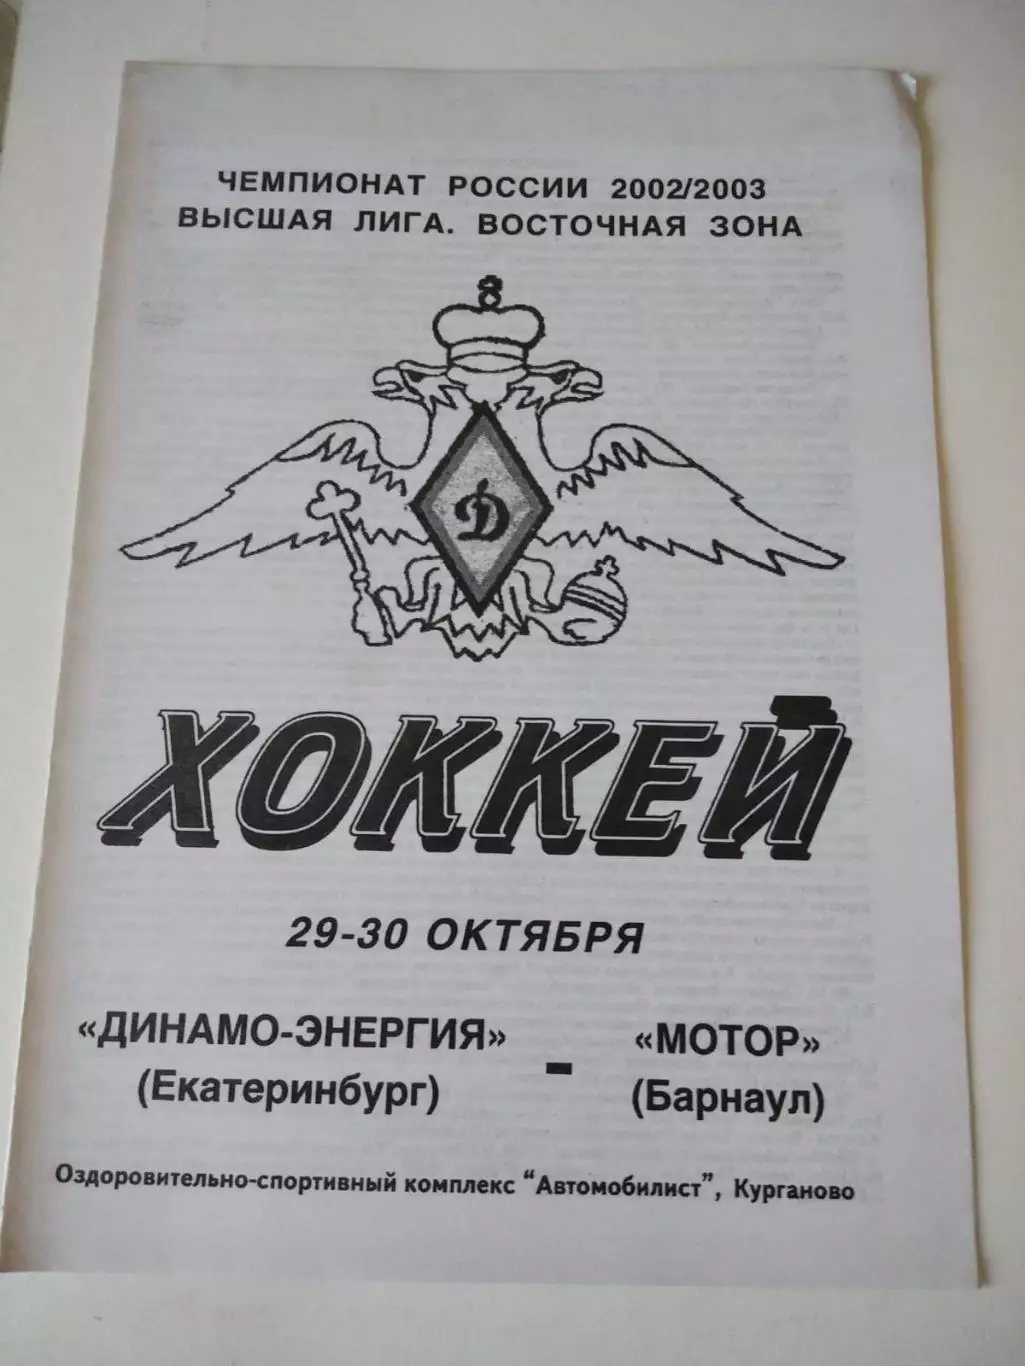 ЧЕМПИОНАТ РОССИИ 2002/2003
ВЫСШАЯ ЛИГА. ВОСТОЧНАЯ ЗОНА
Д
ХОККЕЙ
29-30 ОКТЯБРЯ
«ДИНАМО-ЭНЕРГИЯ» - «МОТОР»
(Екатеринбург) (Барнаул)
Оздоровительно-спортивный комплекс "Автомобилист", Курганово